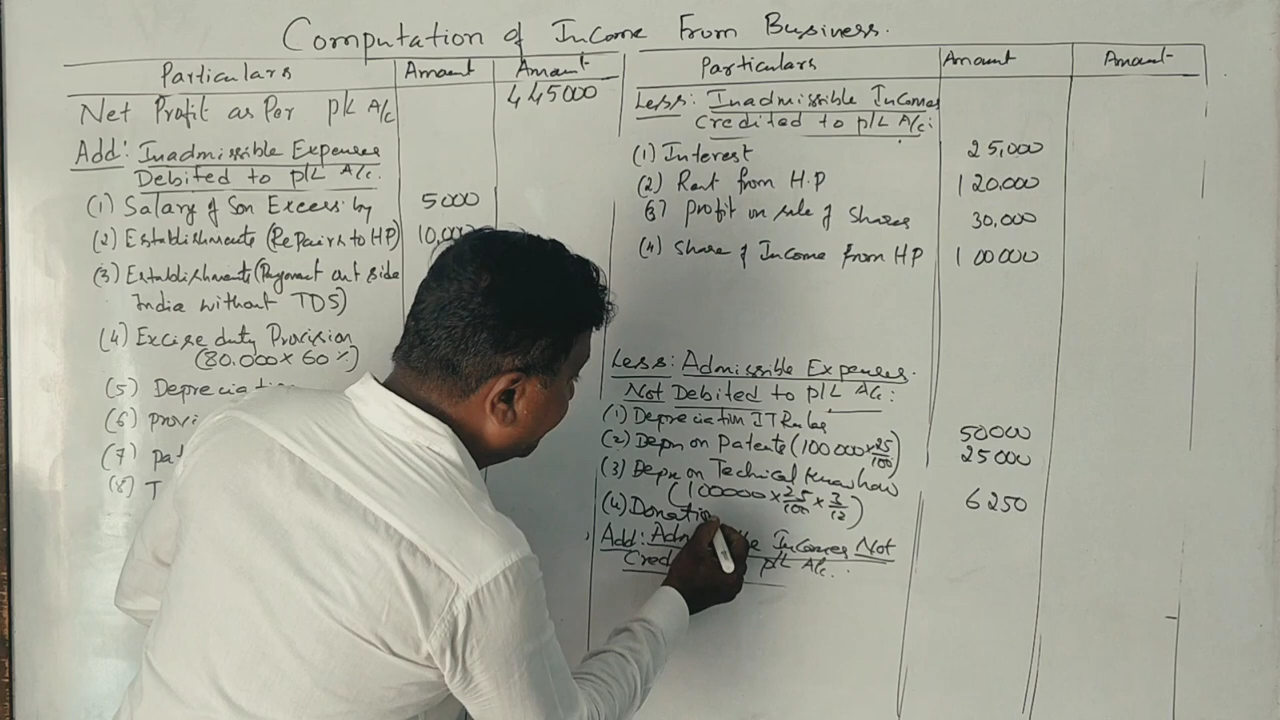 Computation of Income From Business.
Particulars Amount Amount
Net Profit as Per P/L A/c 445000
Add: Inadmissible Expenses
Debited to P/L A/c.
(1) Salary of Son Excess by 5000
(2) Establishments (Repairs to HP)
(3) Establishments (Payment out side
India without TDS)
(4) Excise duty Provision
(80.000 x 60%)
(5)
(6)
(7)
(8)
Particulars Amount Amount
Less: Inadmissible Incomes
Credited to P/L A/c:
(1) Interest 25,000
(2) Rent from H.P 120,000
(3) Profit on sale of Shares 30,000
(4) Share of Income from HP 100000
Less: Admissible Expenses.
Not Debited to P/L A/c:
(1) Depreciation IT Rules 50000
(2) Depn on Patents (100000 x 25/100) 25000
(3) Depn on Technical Knowhow
(100000 x 25/100 x 3/12) 6250
(4)
Add: Incomes Not
P/L A/c.